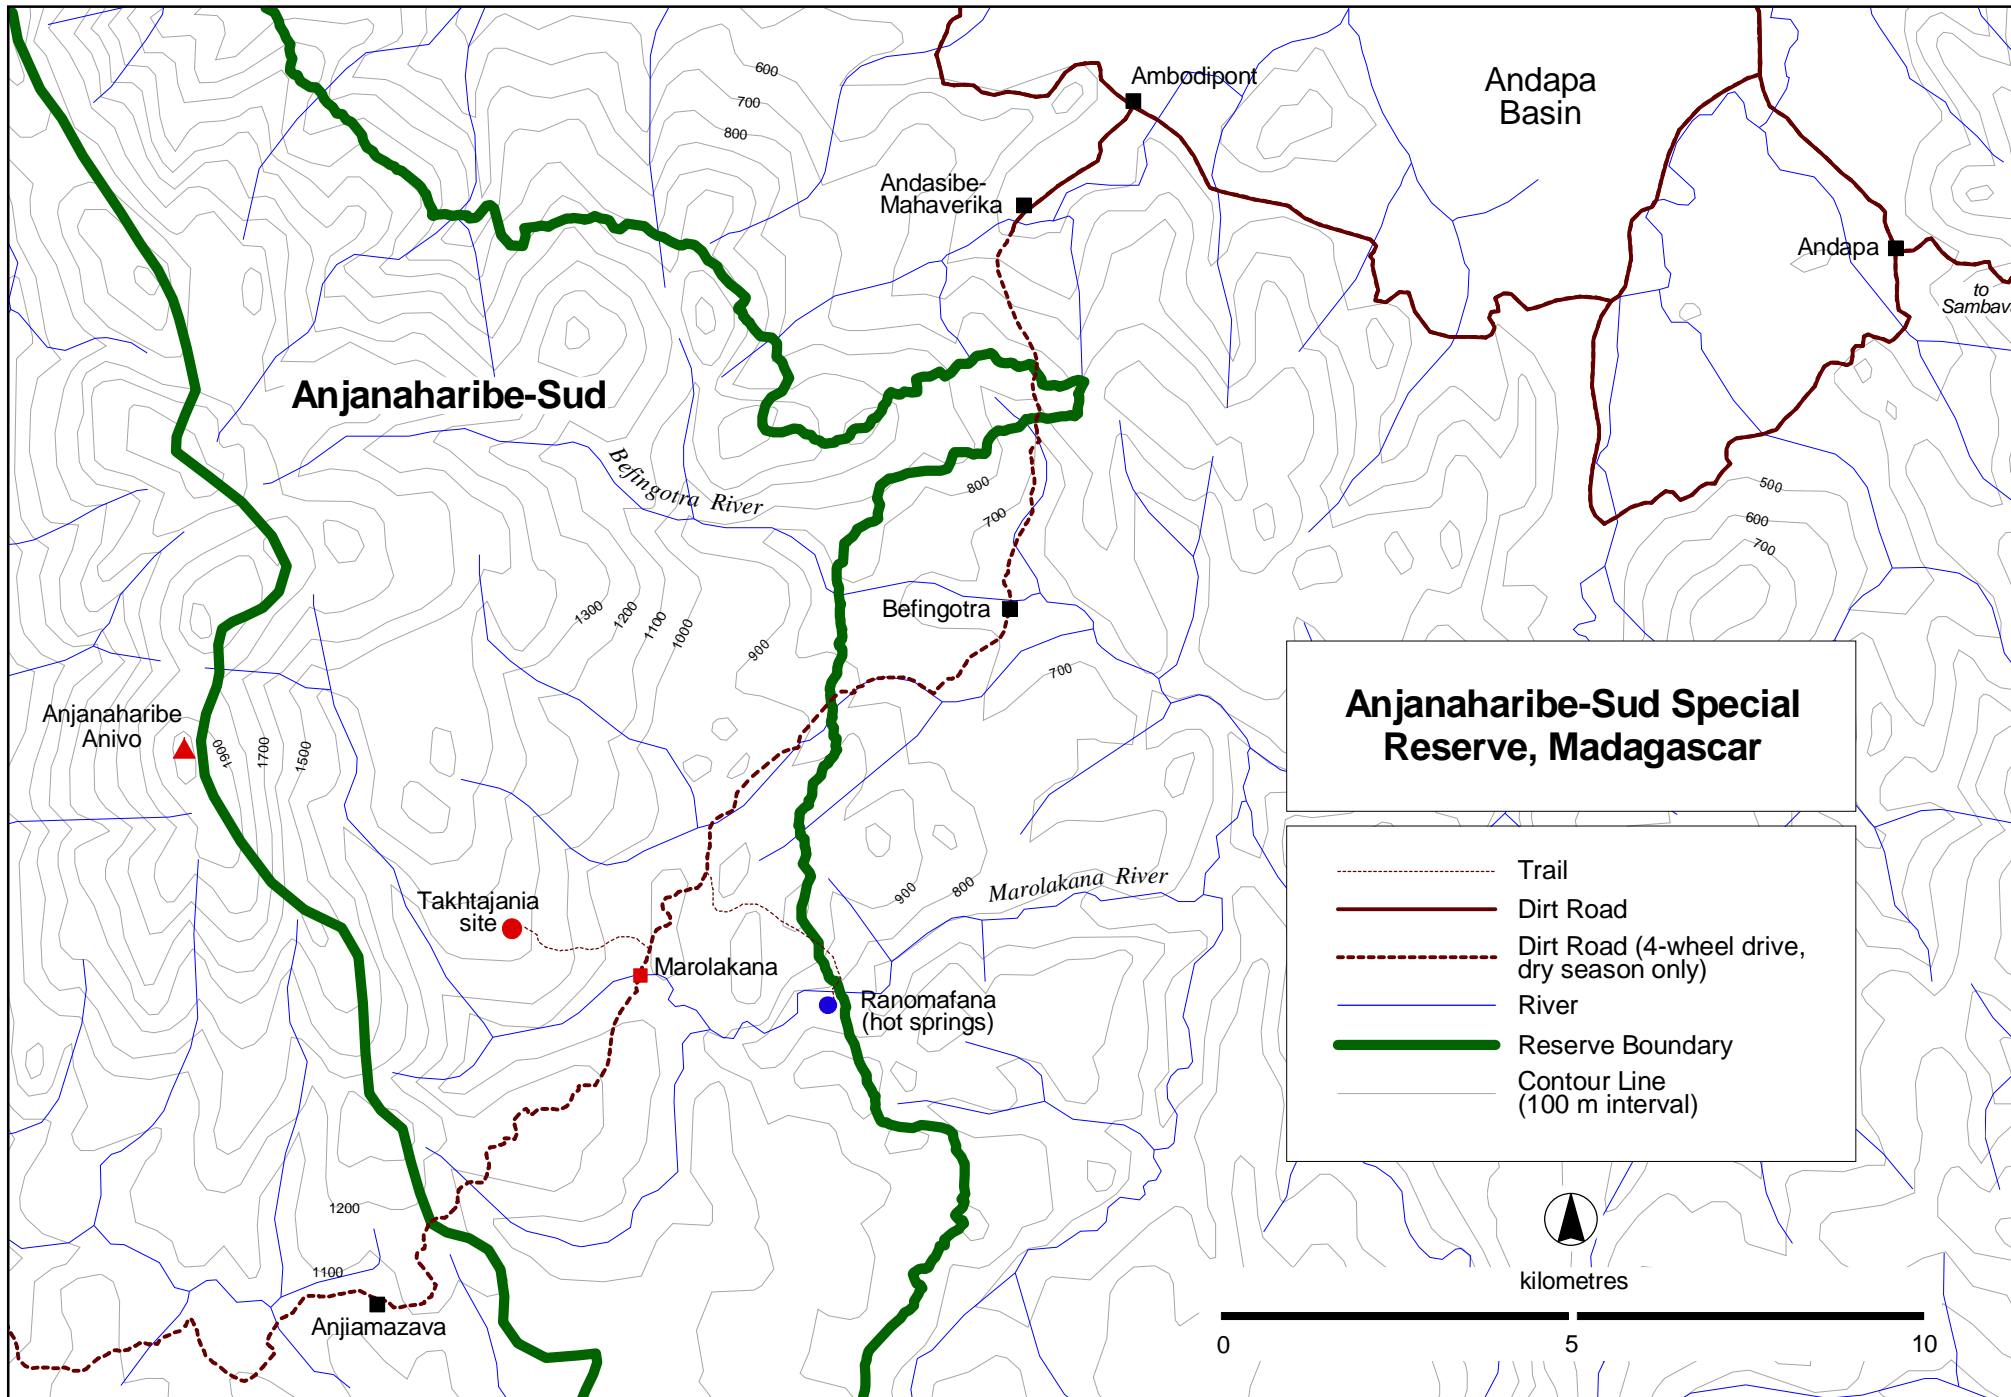 600
700
800
Ambodipont
Andapa
Basin
Andasibe-
Mahaverika
Andapa
to
Sambava
Anjanaharibe-Sud
Befingotra River
800
700
500
600
700
1300
1200
1100
1000
900
Befingotra
700
Anjanaharibe
Anivo
1900
1700
1500
Anjanaharibe-Sud Special
Reserve, Madagascar
Takhtajania
site
900
800
Marolakana River
Marolakana
Ranomafana
(hot springs)
Trail
Dirt Road
Dirt Road (4-wheel drive,
dry season only)
River
Reserve Boundary
Contour Line
(100 m interval)
1200
1100
Anjiamazava
kilometres
0
5
10